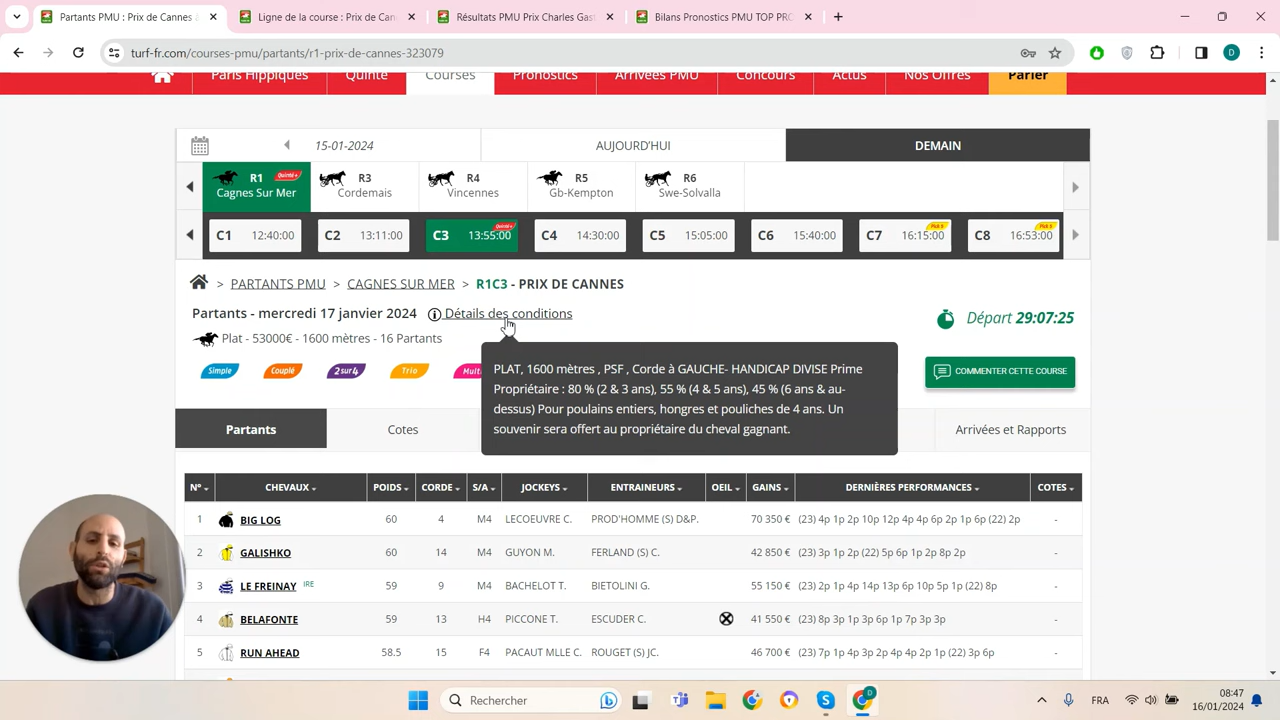 Partants PMU : Prix de Cannes
Ligne de la course : Prix de Can
Résultats PMU Prix Charles Gast
Bilans Pronostics PMU TOP PRO
turf-fr.com/courses-pmu/partants/r1-prix-de-cannes-323079
D
Paris Hippiques Quinté Courses Pronostics Arrivées PMU Concours Actus Nos Offres Parier
15-01-2024 AUJOURD'HUI DEMAIN
R1 Quinté+ R3 R4 R5 R6
Cagnes Sur Mer Cordemais Vincennes Gb-Kempton Swe-Solvalla
C1 12:40:00 C2 13:11:00 C3 13:55:00 Quinté+ C4 14:30:00 C5 15:05:00 C6 15:40:00 C7 16:15:00 Pick 5 C8 16:53:00 Pick 5
> PARTANTS PMU > CAGNES SUR MER > R1C3 - PRIX DE CANNES
Partants - mercredi 17 janvier 2024 Détails des conditions
Départ 29:07:25
Plat - 53000€ - 1600 mètres - 16 Partants
Simple Couplé 2sur4 Trio Mult
PLAT, 1600 mètres , PSF , Corde à GAUCHE- HANDICAP DIVISE Prime
Propriétaire : 80 % (2 & 3 ans), 55 % (4 & 5 ans), 45 % (6 ans & au-
dessus) Pour poulains entiers, hongres et pouliches de 4 ans. Un
souvenir sera offert au propriétaire du cheval gagnant.
COMMENTER CETTE COURSE
Partants Cotes Arrivées et Rapports
N° CHEVAUX POIDS CORDE S/A JOCKEYS ENTRAINEURS OEIL GAINS DERNIÈRES PERFORMANCES COTES
1 BIG LOG 60 4 M4 LECOEUVRE C. PROD'HOMME (S) D&P. 70 350 € (23) 4p 1p 2p 10p 12p 4p 4p 6p 2p 1p 6p (22) 2p -
2 GALISHKO 60 14 M4 GUYON M. FERLAND (S) C. 42 850 € (23) 3p 1p 2p (22) 5p 6p 1p 2p 8p 2p -
3 LE FREINAY IRE 59 9 M4 BACHELOT T. BIETOLINI G. 55 150 € (23) 2p 1p 4p 14p 13p 6p 10p 5p 1p (22) 8p -
4 BELAFONTE 59 13 H4 PICCONE T. ESCUDER C. 41 550 € (23) 8p 3p 1p 3p 6p 1p 7p 3p 3p -
5 RUN AHEAD 58.5 15 F4 PACAUT MLLE C. ROUGET (S) JC. 46 700 € (23) 7p 1p 4p 3p 2p 4p 4p 2p 1p (22) 3p 6p -
Rechercher
FRA
08:47
16/01/2024